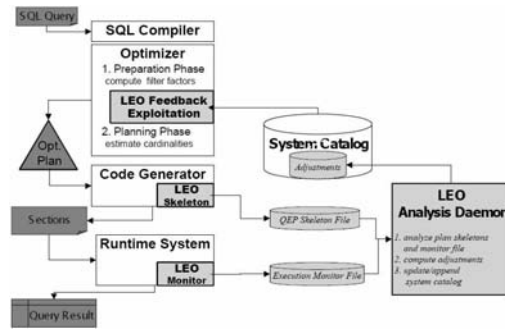 SQL Query
SQL Compiler
Optimizer
1. Preparation Phase
compute filter factors
LEO Feedback
Exploitation
2. Planning Phase
estimate cardinalities
Opt.
Plan
System Catalog
Adjustments
Code Generator
LEO
Skeleton
Sections
QEP Skeleton File
Runtime System
LEO
Monitor
Execution Monitor File
Query Result
LEO
Analysis Daemon
1. analyze plan skeletons
and monitor file
2. compute adjustments
3. update/append
system catalog